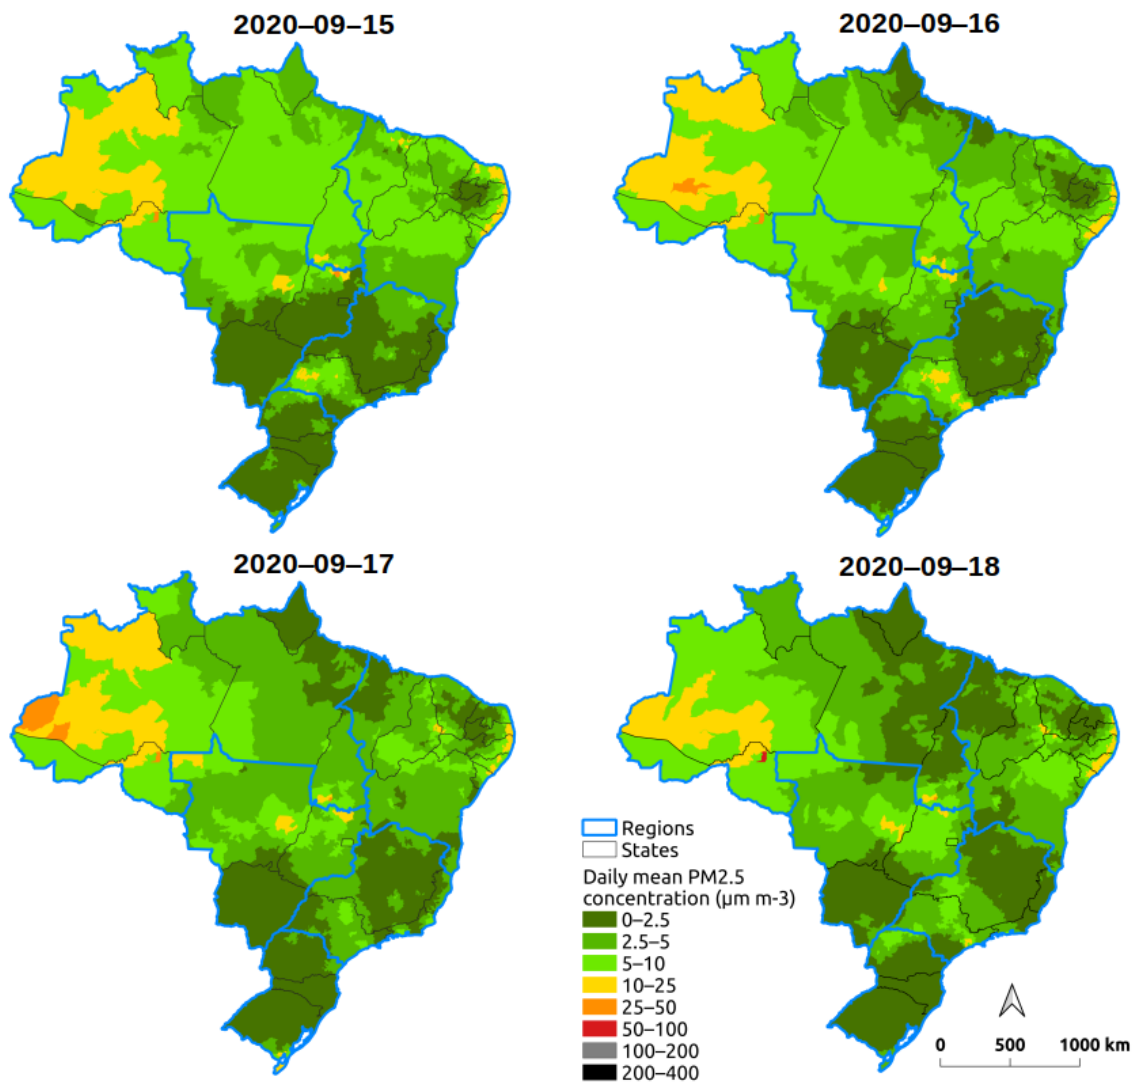 2020–09–15
2020–09–16
2020–09–17
2020–09–18
Regions
States
Daily mean PM2.5
concentration (µm m-3)
0–2.5
2.5–5
5–10
10–25
25–50
50–100
100–200
200–400
0 500 1000 km